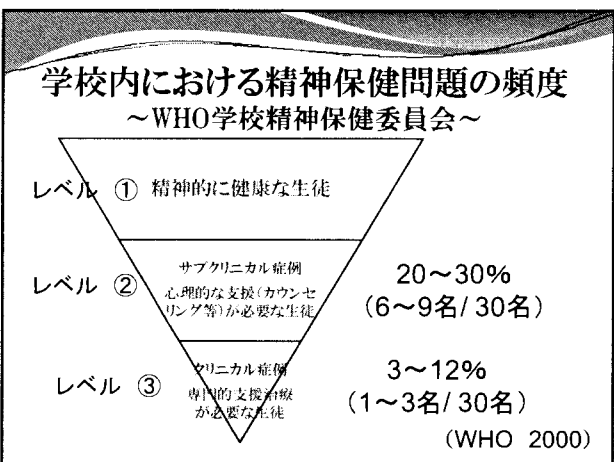 学校内における精神保健問題の頻度
～WHO学校精神保健委員会～
レベル ① 精神的に健康な生徒
サブクリニカル症例
レベル ② 心理的な支援(カウンセ
リング等)が必要な生徒
20～30%
(6～9名/30名)
クリニカル症例
レベル ③ 専門的支援治療
が必要な生徒
3～12%
(1～3名/30名)
(WHO 2000)